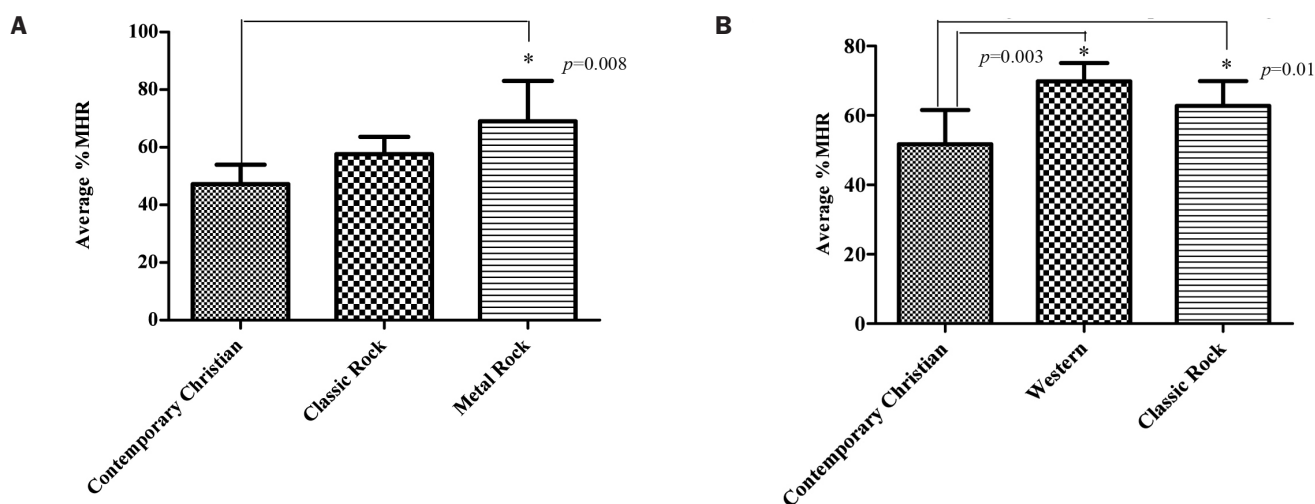 A
Average %MHR
100
80
60
40
20
0
*
p=0.008
Contemporary Christian
Classic Rock
Metal Rock
B
Average %MHR
80
60
40
20
0
p=0.003
*
*
p=0.01
Contemporary Christian
Western
Classic Rock